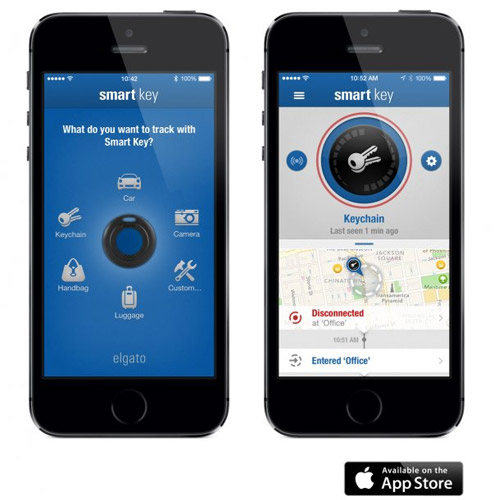 10:42
100%
smart key
What do you want to track with
Smart Key?
Car
Keychain
Camera
Handbag
Custom...
Luggage
elgato
10:52 AM
100%
smart key
Keychain
Last seen 1 min ago
JACKSON
SQUARE
CHINATOWN
Transamerica
Pyramid
Disconnected
at 'Office'
10:51 AM
Entered 'Office'
Available on the
App Store